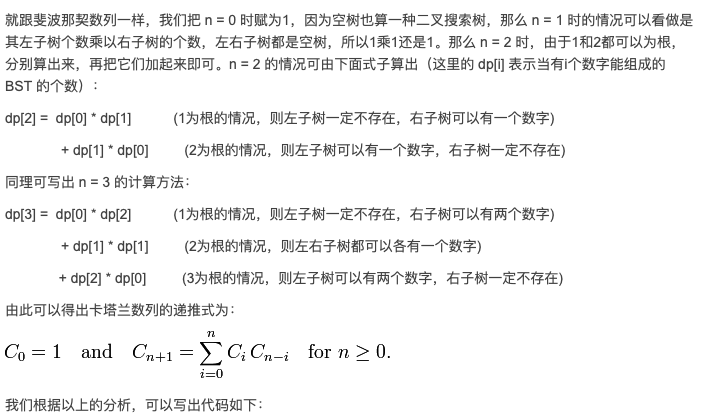 就跟斐波那契数列一样，我们把 n = 0 时赋为1，因为空树也算一种二叉搜索树，那么 n = 1 时的情况可以看做是
其左子树个数乘以右子树的个数，左右子树都是空树，所以1乘1还是1。那么 n = 2 时，由于1和2都可以为根，
分别算出来，再把它们加起来即可。n = 2 的情况可由下面式子算出（这里的 dp[i] 表示当有i个数字能组成的
BST 的个数）：
dp[2] = dp[0] * dp[1] (1为根的情况，则左子树一定不存在，右子树可以有一个数字)
+ dp[1] * dp[0] (2为根的情况，则左子树可以有一个数字，右子树一定不存在)
同理可写出 n = 3 的计算方法：
dp[3] = dp[0] * dp[2] (1为根的情况，则左子树一定不存在，右子树可以有两个数字)
+ dp[1] * dp[1] (2为根的情况，则左右子树都可以各有一个数字)
+ dp[2] * dp[0] (3为根的情况，则左子树可以有两个数字，右子树一定不存在)
由此可以得出卡塔兰数列的递推式为：
C_0 = 1 and C_{n+1} = \sum_{i=0}^{n} C_i C_{n-i} for n ≥ 0.
我们根据以上的分析，可以写出代码如下：